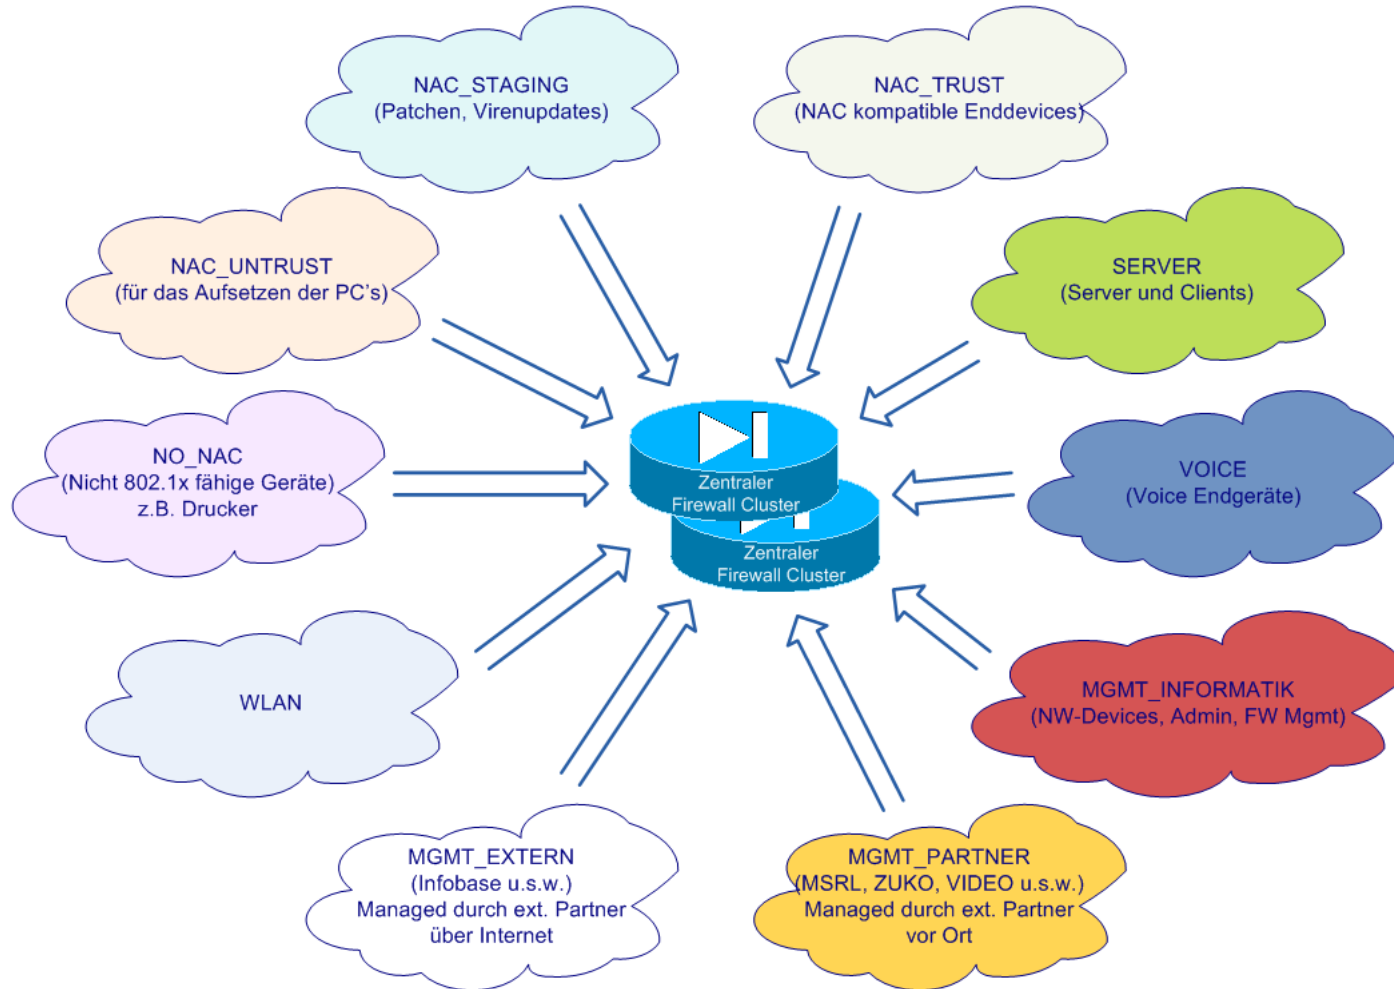 NAC_STAGING
(Patchen, Virenupdates)
NAC_TRUST
(NAC kompatible Enddevices)
NAC_UNTRUST
(für das Aufsetzen der PC's)
SERVER
(Server und Clients)
NO_NAC
(Nicht 802.1x fähige Geräte)
z.B. Drucker
Zentraler
Firewall Cluster
Zentraler
Firewall Cluster
VOICE
(Voice Endgeräte)
WLAN
MGMT_INFORMATIK
(NW-Devices, Admin, FW Mgmt)
MGMT_EXTERN
(Infobase u.s.w.)
Managed durch ext. Partner
über Internet
MGMT_PARTNER
(MSRL, ZUKO, VIDEO u.s.w.)
Managed durch ext. Partner
vor Ort